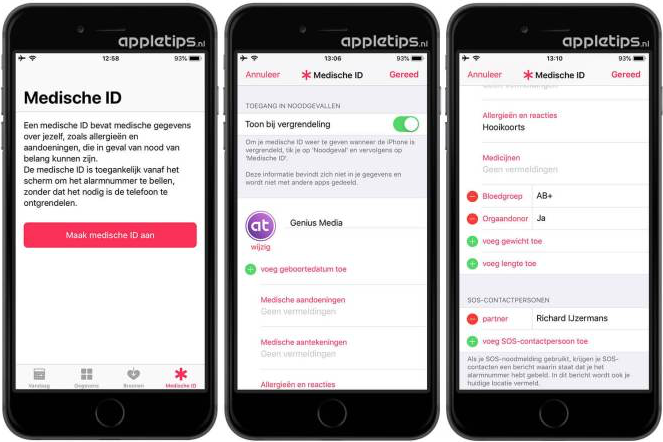 appletips.nl
12:58
93%
Medische ID
Een medische ID bevat medische gegevens
over jezelf, zoals allergieën en
aandoeningen, die in geval van nood van
belang kunnen zijn.
De medische ID is toegankelijk vanaf het
scherm om het alarmnummer te bellen,
zonder dat het nodig is de telefoon te
ontgrendelen.
Maak medische ID aan
Vandaag
Gegevens
Bronnen
Medische ID
appletips.nl
13:06
93%
Annuleer
Medische ID
Gereed
TOEGANG IN NOODGEVALLEN
Toon bij vergrendeling
Om je medische ID weer te geven wanneer de iPhone is
vergrendeld, tik je op 'Noodgeval' en vervolgens op
'Medische ID'.
Deze informatie bevindt zich niet in je gegevens en
wordt niet met andere apps gedeeld.
at
Genius Media
wijzig
voeg geboortedatum toe
Medische aandoeningen
Geen vermeldingen
Medische aantekeningen
Geen vermeldingen
Allergieën en reacties
appletips.nl
13:10
93%
Annuleer
Medische ID
Gereed
Geen vermeldingen
Allergieën en reacties
Hooikoorts
Medicijnen
Geen vermeldingen
Bloedgroep
AB+
Orgaandonor
Ja
voeg gewicht toe
voeg lengte toe
SOS-CONTACTPERSONEN
partner
Richard IJzermans
voeg SOS-contactpersoon toe
Als je SOS-noodmelding gebruikt, krijgen je SOS-
contacten een bericht waarin staat dat je het
alarmnummer hebt gebeld. In dit bericht wordt ook je
huidige locatie vermeld.